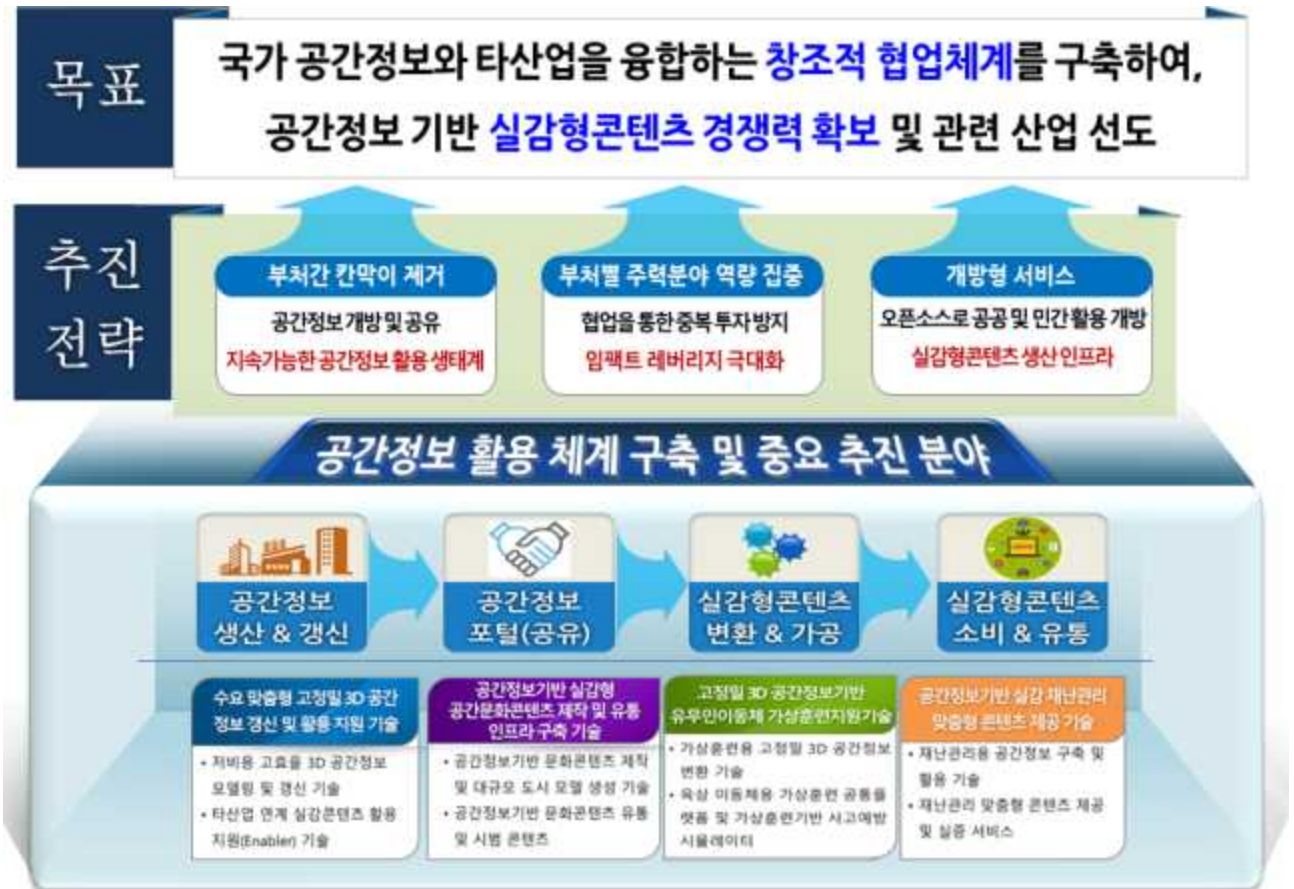 목표
국가 공간정보와 타산업을 융합하는 창조적 협업체계를 구축하여,
공간정보 기반 실감형콘텐츠 경쟁력 확보 및 관련 산업 선도
추진
전략
부처간 칸막이 제거
공간정보 개방 및 공유
지속가능한 공간정보 활용 생태계
부처별 주력분야 역량 집중
협업을 통한 중복 투자 방지
임팩트 레버리지 극대화
개방형 서비스
오픈소스로 공공 및 민간 활용 개방
실감형콘텐츠 생산 인프라
공간정보 활용 체계 구축 및 중요 추진 분야
공간정보
생산 & 갱신
공간정보
포털(공유)
실감형콘텐츠
변환 & 가공
실감형콘텐츠
소비 & 유통
수요 맞춤형 고정밀 3D 공간
정보 갱신 및 활용 지원 기술
• 저비용 고효율 3D 공간정보
모델링 및 갱신 기술
• 타산업 연계 실감콘텐츠 활용
지원(Enabler) 기술
공간정보기반 실감형
공간문화콘텐츠 제작 및 유통
인프라 구축 기술
• 공간정보기반 문화콘텐츠 제작
및 대규모 도시 모델 생성 기술
• 공간정보기반 문화콘텐츠 유통
및 시범 콘텐츠
고정밀 3D 공간정보기반
유무인이동체 가상훈련지원기술
• 가상훈련용 고정밀 3D 공간정보
변환 기술
• 육상 이동체용 가상훈련 공통플
랫폼 및 가상훈련기반 사고예방
시뮬레이터
공간정보기반 실감 재난관리
맞춤형 콘텐츠 제공 기술
• 재난관리용 공간정보 구축 및
활용 기술
• 재난관리 맞춤형 콘텐츠 제공
및 실증 서비스